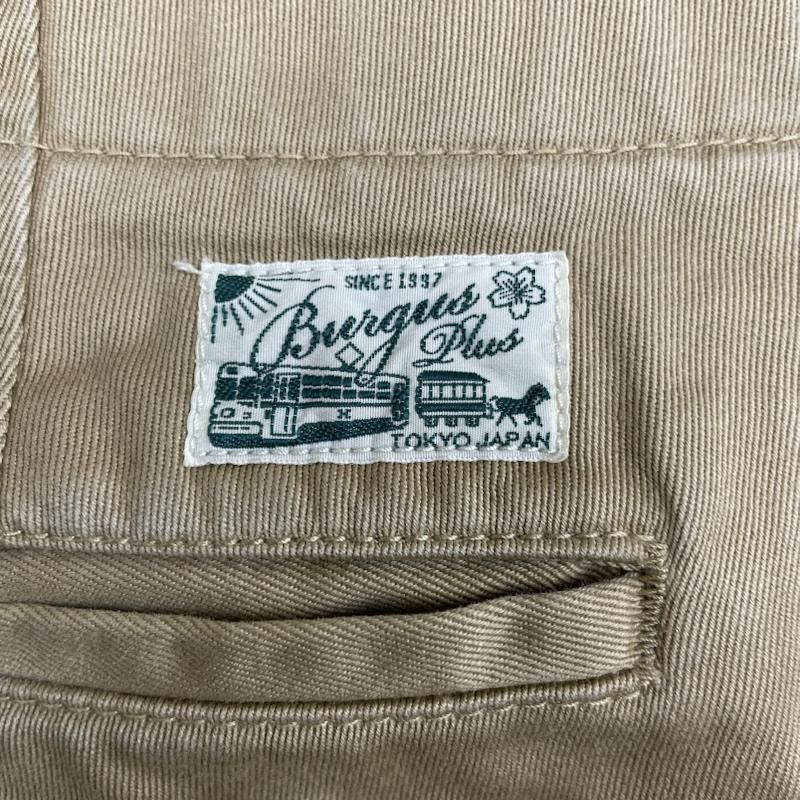 SINCE 1997
Burgus
Plus
TOKYO JAPAN